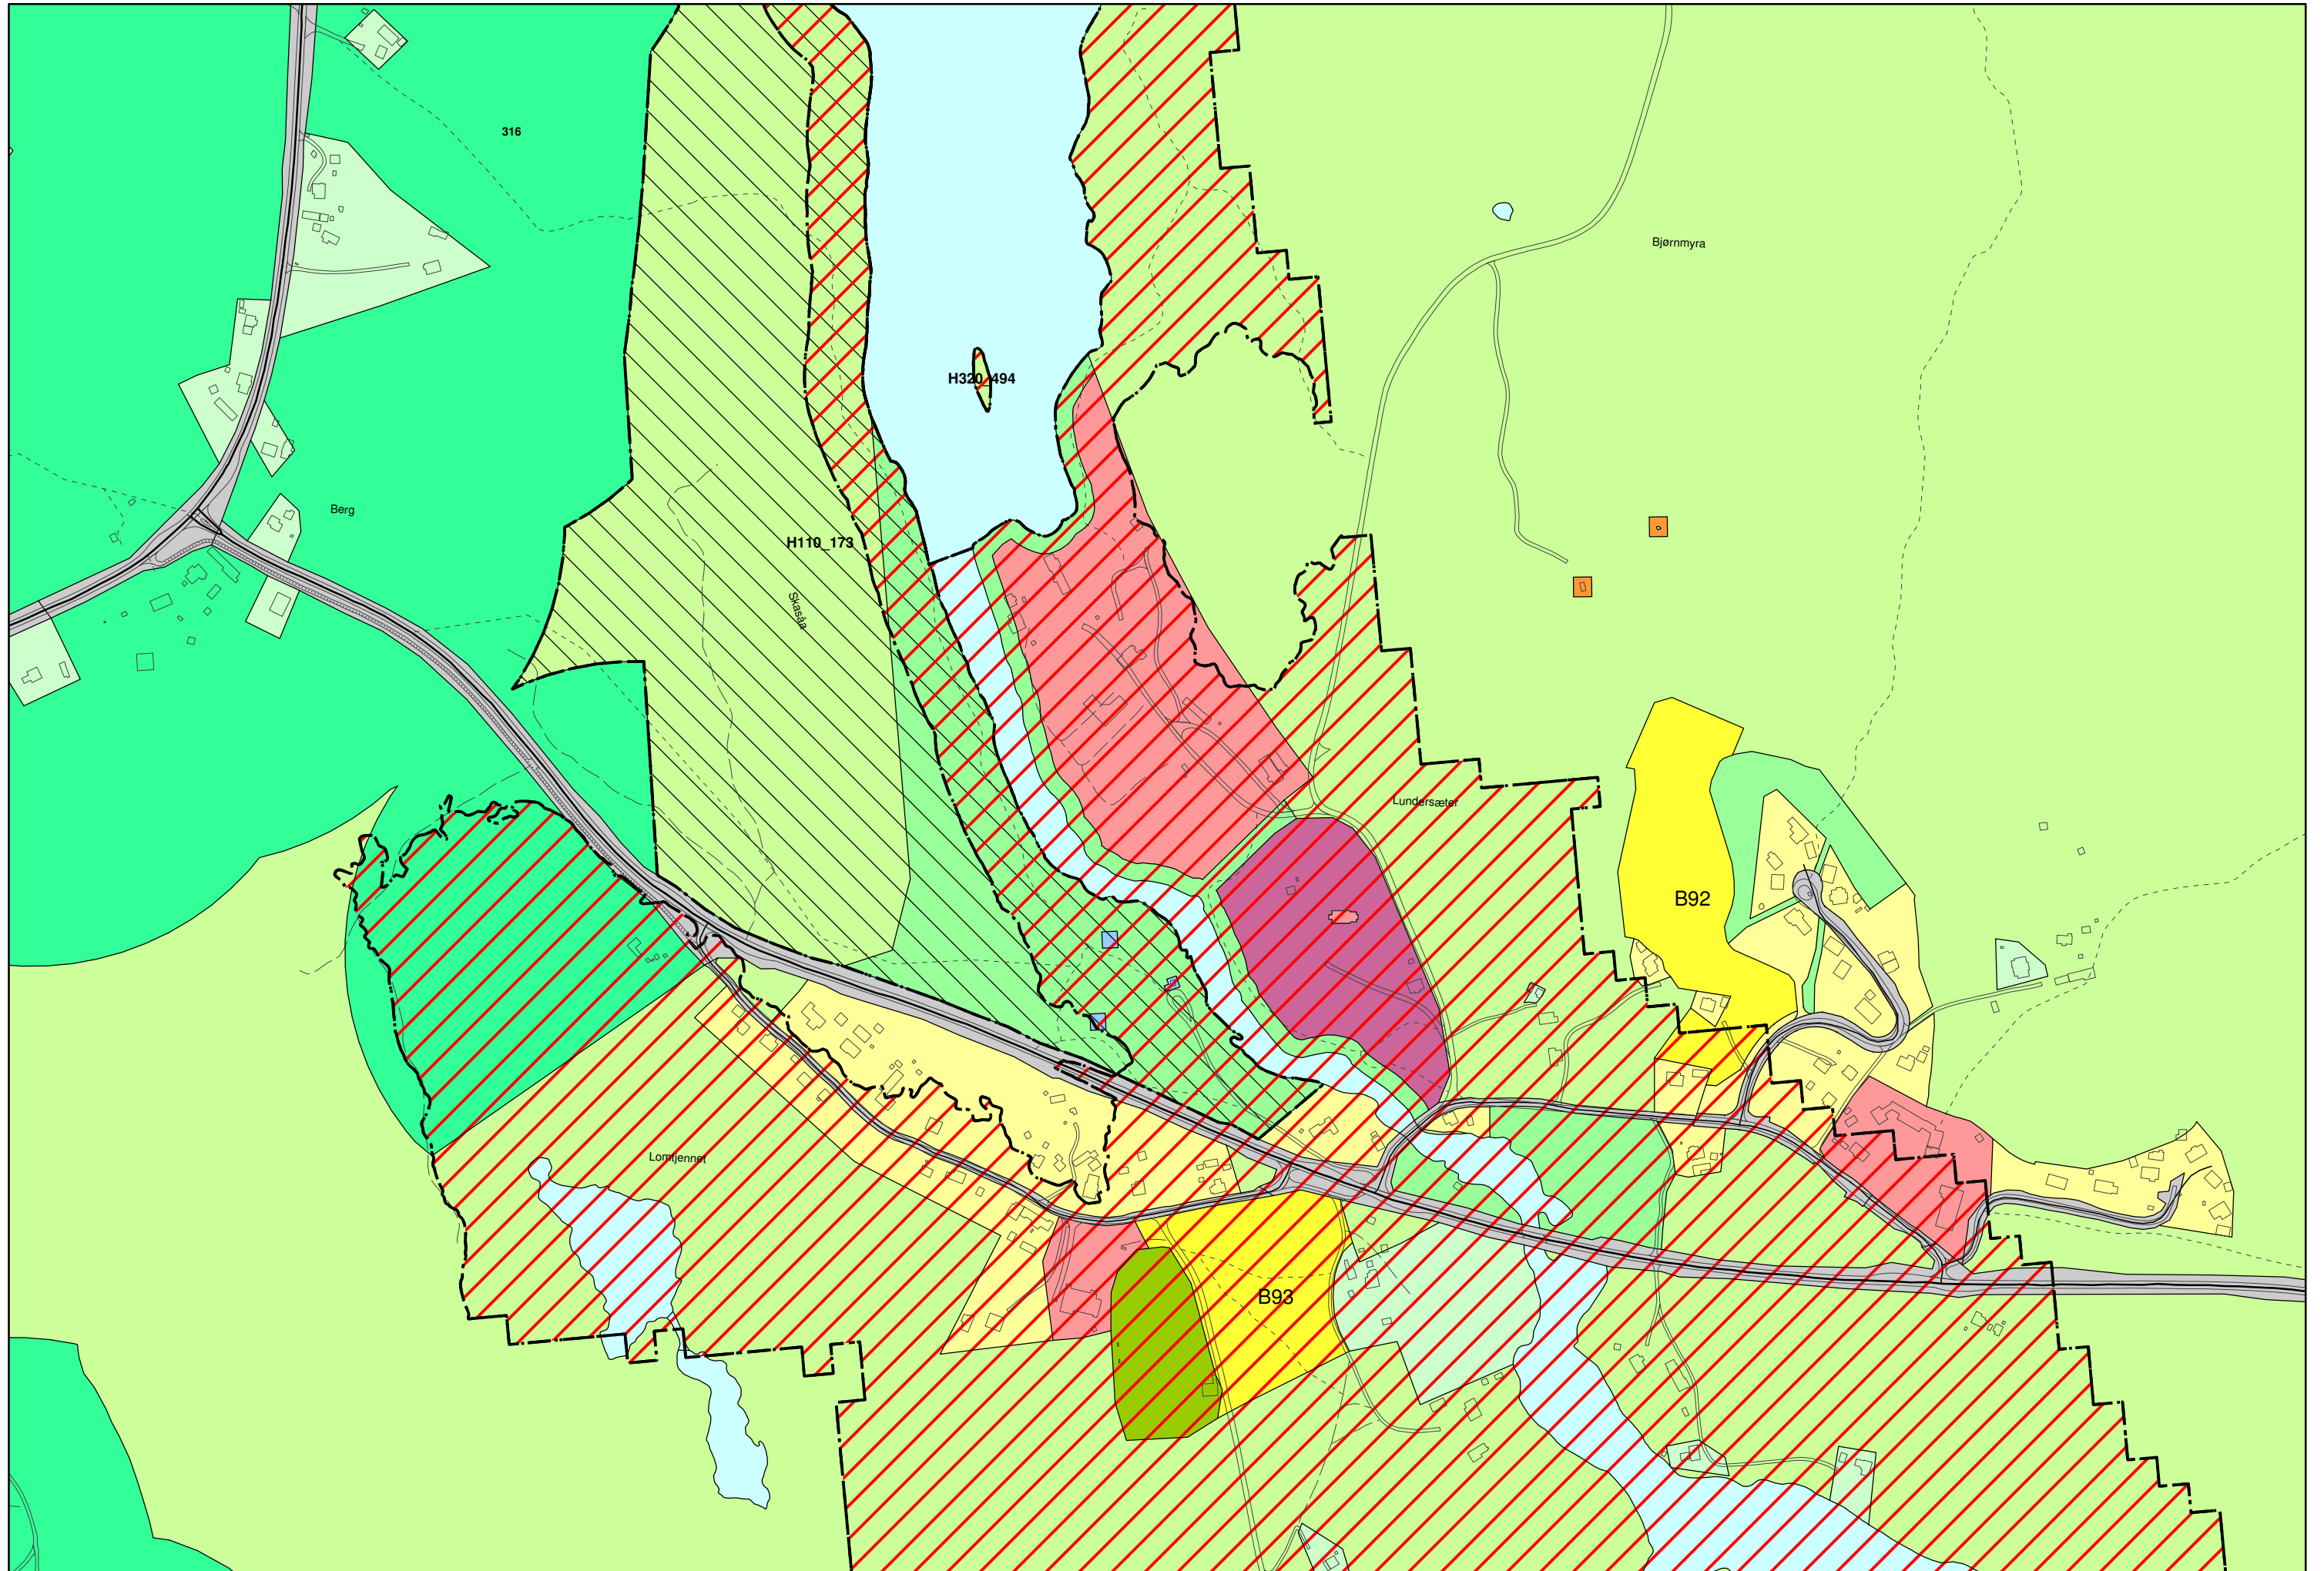 316
Bjørnmyra
H320_494
Berg
H110_173
Skasåa
Lundersæter
B92
Lomtjennet
B93